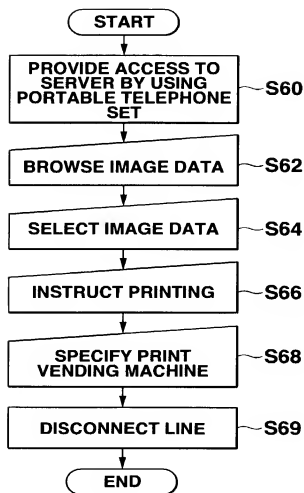 START
PROVIDE ACCESS TO
SERVER BY USING
PORTABLE TELEPHONE
SET
S60
BROWSE IMAGE DATA
S62
SELECT IMAGE DATA
S64
INSTRUCT PRINTING
S66
SPECIFY PRINT
VENDING MACHINE
S68
DISCONNECT LINE
S69
END